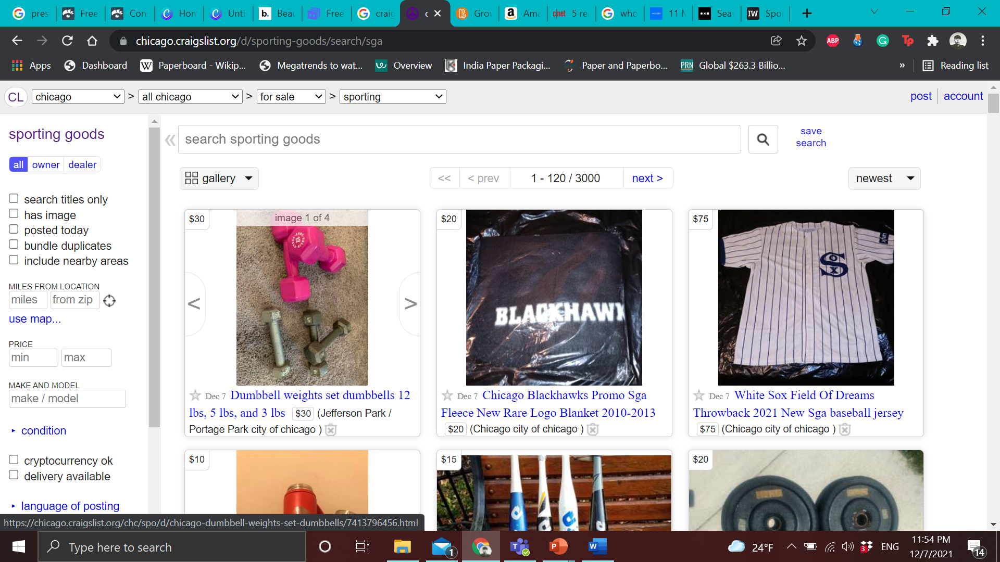 pres
Free
Con
Hom
Unti
b. Beau
Free
craig
c
Grou
Ama
c|net 5 re
who
11 M
Sear
IW Spo
chicago.craigslist.org/d/sporting-goods/search/sga
ABP
Apps
Dashboard
W Paperboard - Wikip...
Megatrends to wat...
Overview
India Paper Packagi...
Paper and Paperbo...
PRN Global $263.3 Billio...
»
Reading list
CL chicago > all chicago > for sale > sporting
post account
sporting goods
all owner dealer
search titles only
has image
posted today
bundle duplicates
include nearby areas
MILES FROM LOCATION
miles from zip
use map...
PRICE
min max
MAKE AND MODEL
make / model
condition
cryptocurrency ok
delivery available
language of posting
search sporting goods
save
search
gallery
<< < prev 1 - 120 / 3000 next >
newest
$30
image 1 of 4
12
< >
Dec 7 Dumbbell weights set dumbbells 12
lbs, 5 lbs, and 3 lbs $30 (Jefferson Park /
Portage Park city of chicago )
$20
BLACKHAWK
Dec 7 Chicago Blackhawks Promo Sga
Fleece New Rare Logo Blanket 2010-2013
$20 (Chicago city of chicago )
$75
SOX
Dec 7 White Sox Field Of Dreams
Throwback 2021 New Sga baseball jersey
$75 (Chicago city of chicago )
$10
$15
$20
https://chicago.craigslist.org/chc/spo/d/chicago-dumbbell-weights-set-dumbbells/7413796456.html
Type here to search
1
24°F
3
ENG
11:54 PM
12/7/2021
14